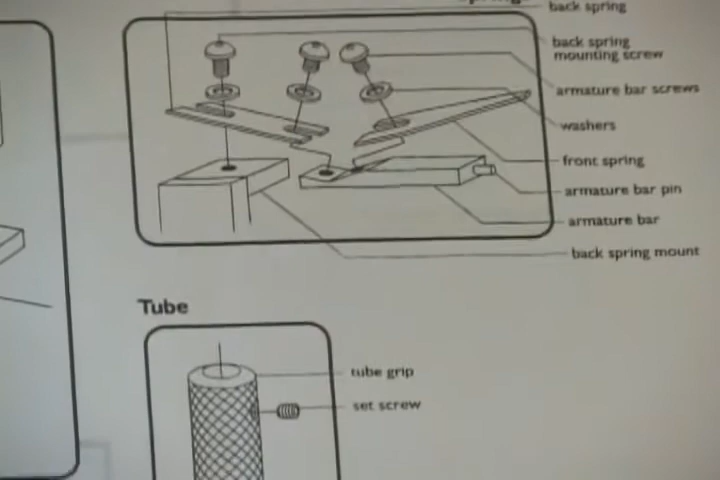 back spring
back spring
mounting screw
armature bar screws
washers
front spring
armature bar pin
armature bar
back spring mount
Tube
tube grip
set screw